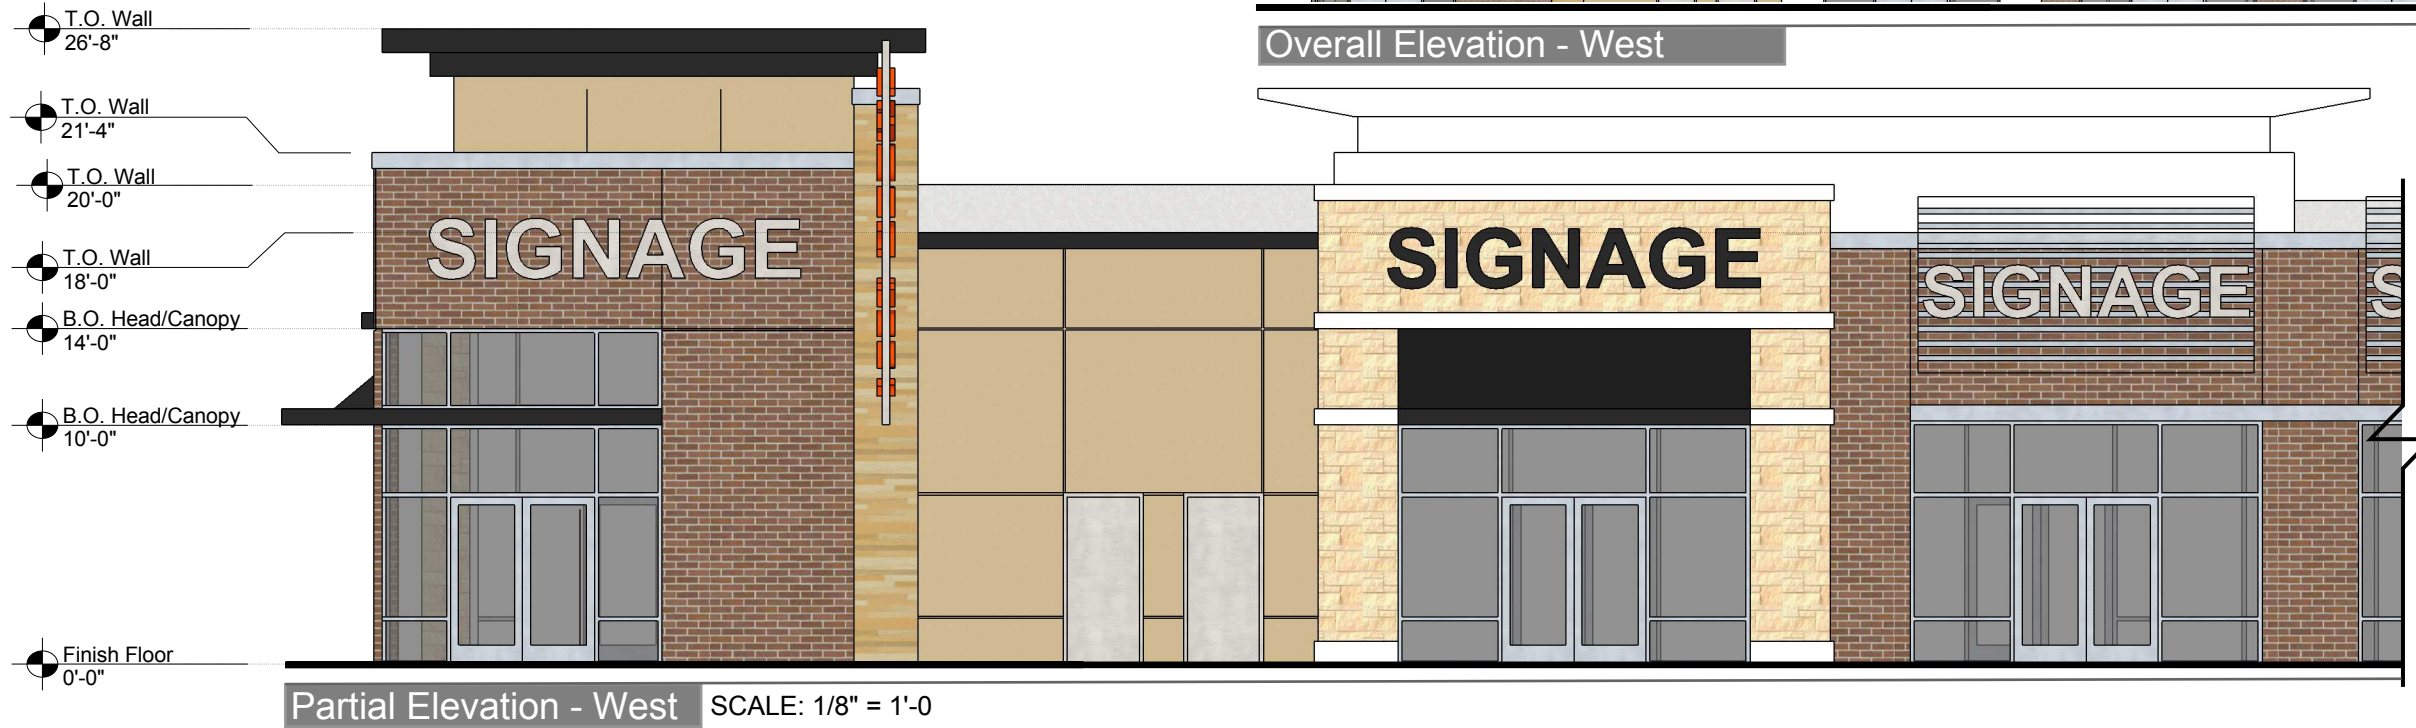 T.O. Wall
26'-8"
Overall Elevation - West
T.O. Wall
21'-4"
T.O. Wall
20'-0"
T.O. Wall
18'-0"
B.O. Head/Canopy
14'-0"
B.O. Head/Canopy
10'-0"
SIGNAGE
SIGNAGE
SIGNAGE
S
Finish Floor
0'-0"
Partial Elevation - West
SCALE: 1/8" = 1'-0